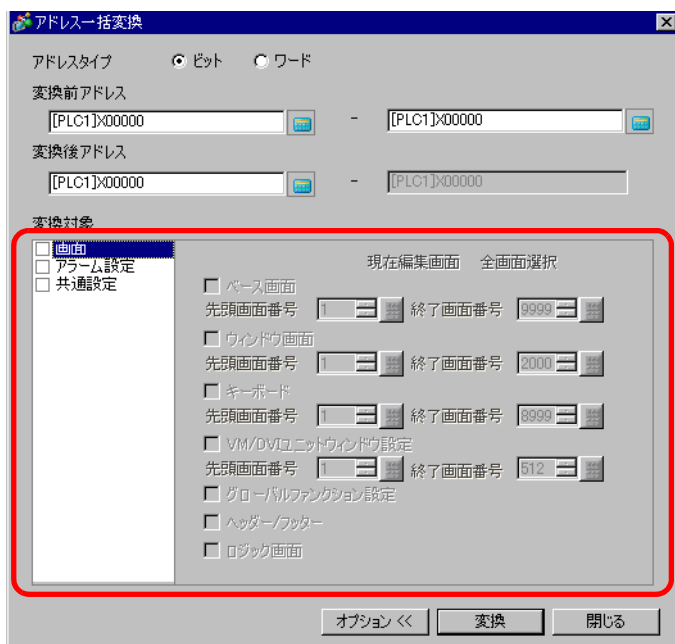 アドレス一括変換
アドレスタイプ ビット ワード
変換前アドレス
[PLC1]X00000 - [PLC1]X00000
変換後アドレス
[PLC1]X00000 - [PLC1]X00000
変換対象
画面
アラーム設定
共通設定
現在編集画面 全画面選択
ベース画面
先頭画面番号 1 終了画面番号 9999
ウィンドウ画面
先頭画面番号 1 終了画面番号 2000
キーボード
先頭画面番号 1 終了画面番号 8999
VM/DVIユニットウィンドウ設定
先頭画面番号 1 終了画面番号 512
グローバルファンクション設定
ヘッダー/フッター
ロジック画面
オプション << 変換 閉じる